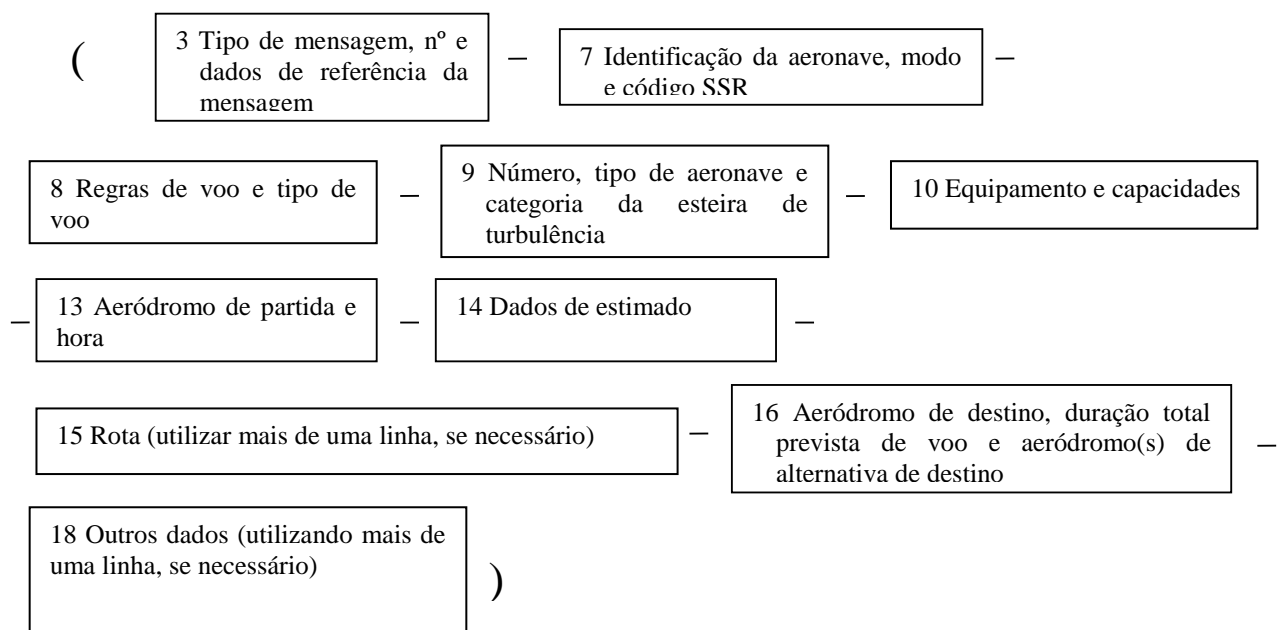 ( 3 Tipo de mensagem, nº e
dados de referência da
mensagem
– 7 Identificação da aeronave, modo
e código SSR –
8 Regras de voo e tipo de
voo
– 9 Número, tipo de aeronave e
categoria da esteira de
turbulência
– 10 Equipamento e capacidades
– 13 Aeródromo de partida e
hora
– 14 Dados de estimado –
15 Rota (utilizar mais de uma linha, se necessário)
– 16 Aeródromo de destino, duração total
prevista de voo e aeródromo(s) de
alternativa de destino –
18 Outros dados (utilizando mais de
uma linha, se necessário)
)